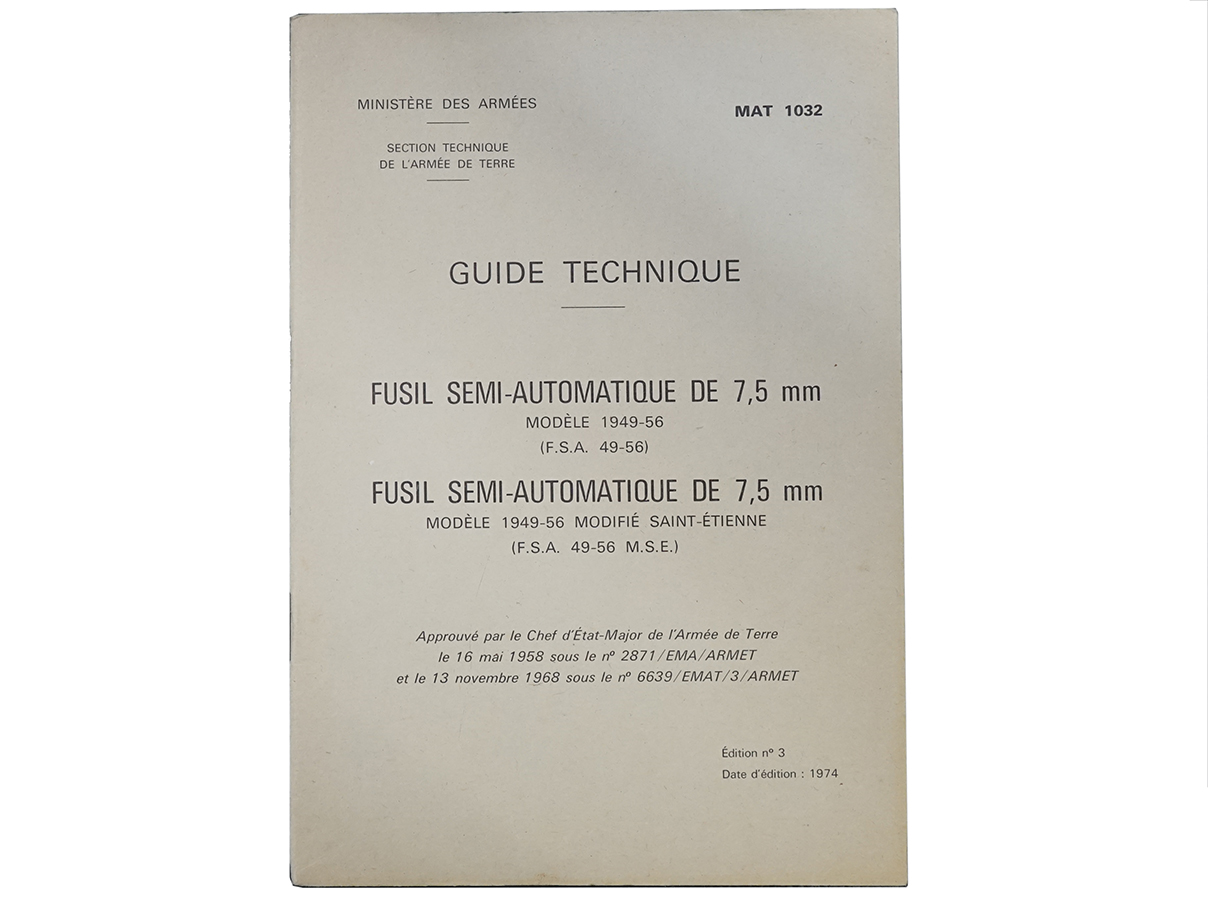 MINISTÈRE DES ARMÉES
MAT 1032
SECTION TECHNIQUE
DE L'ARMÉE DE TERRE
GUIDE TECHNIQUE
FUSIL SEMI-AUTOMATIQUE DE 7,5 mm
MODÈLE 1949-56
(F.S.A. 49-56)
FUSIL SEMI-AUTOMATIQUE DE 7,5 mm
MODÈLE 1949-56 MODIFIÉ SAINT-ÉTIENNE
(F.S.A. 49-56 M.S.E.)
Approuvé par le Chef d'État-Major de l'Armée de Terre
le 16 mai 1958 sous le nº 2871/EMA/ARMET
et le 13 novembre 1968 sous le nº 6639/EMAT/3/ARMET
Édition nº 3
Date d'édition : 1974